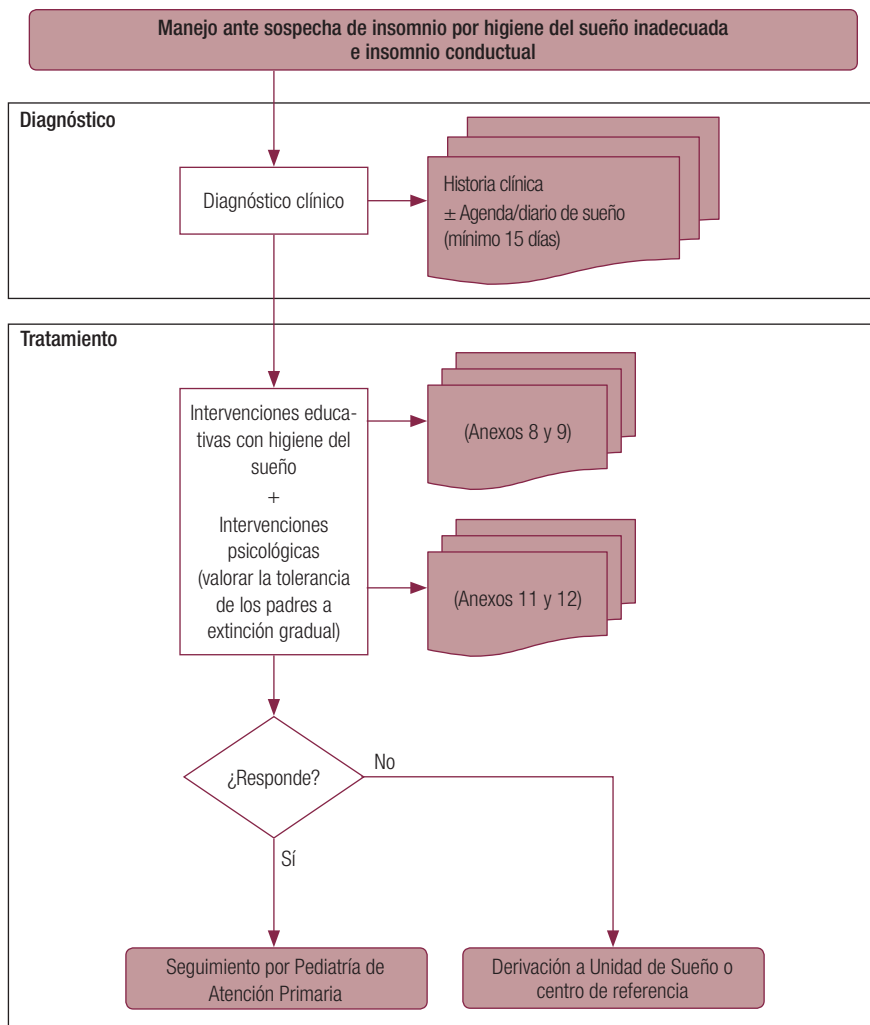 Manejo ante sospecha de insomnio por higiene del sueño inadecuada
e insomnio conductual
Diagnóstico
Diagnóstico clínico
Historia clínica
± Agenda/diario de sueño
(mínimo 15 días)
Tratamiento
Intervenciones educa-
tivas con higiene del
sueño
+
Intervenciones
psicológicas
(valorar la tolerancia
de los padres a
extinción gradual)
(Anexos 8 y 9)
(Anexos 11 y 12)
¿Responde?
No
Sí
Seguimiento por Pediatría de
Atención Primaria
Derivación a Unidad de Sueño o
centro de referencia